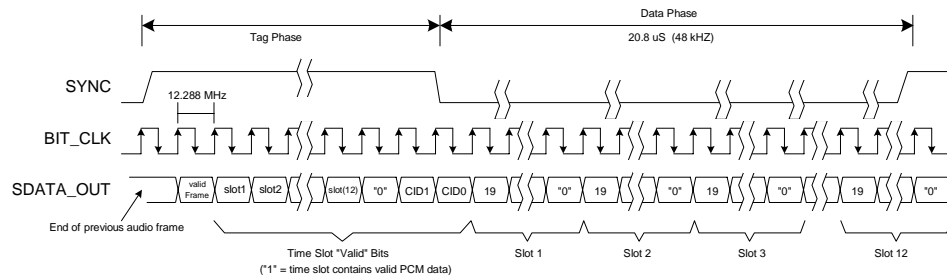 Tag Phase
Data Phase
20.8 uS (48 kHZ)
SYNC
12.288 MHz
BIT_CLK
SDATA_OUT
valid Frame
slot1
slot2
slot(12)
"0"
CID1
CID0
19
"0"
19
"0"
19
"0"
19
"0"
End of previous audio frame
Time Slot "Valid" Bits
("1" = time slot contains valid PCM data)
Slot 1
Slot 2
Slot 3
Slot 12